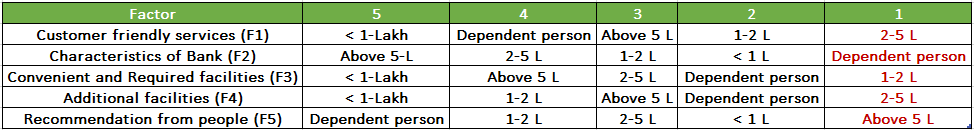 Factor 5 4 3 2 1
Customer friendly services (F1) < 1-Lakh Dependent person Above 5 L 1-2 L 2-5 L
Characteristics of Bank (F2) Above 5-L 2-5 L 1-2 L < 1 L Dependent person
Convenient and Required facilities (F3) < 1-Lakh Above 5 L 2-5 L Dependent person 1-2 L
Additional facilities (F4) < 1-Lakh 1-2 L Above 5 L Dependent person 2-5 L
Recommendation from people (F5) Dependent person 1-2 L 2-5 L < 1 L Above 5 L